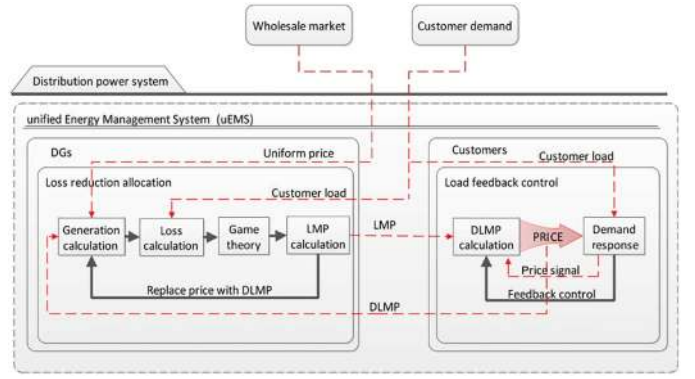 Wholesale market
Customer demand
Distribution power system
unified Energy Management System (uEMS)
DGs
Customers
Uniform price
Customer load
Loss reduction allocation
Customer load
Load feedback control
Generation
calculation
Loss
calculation
Game
theory
LMP
calculation
LMP
DLMP
calculation
PRICE
Demand
response
Price signal
Replace price with DLMP
Feedback control
DLMP